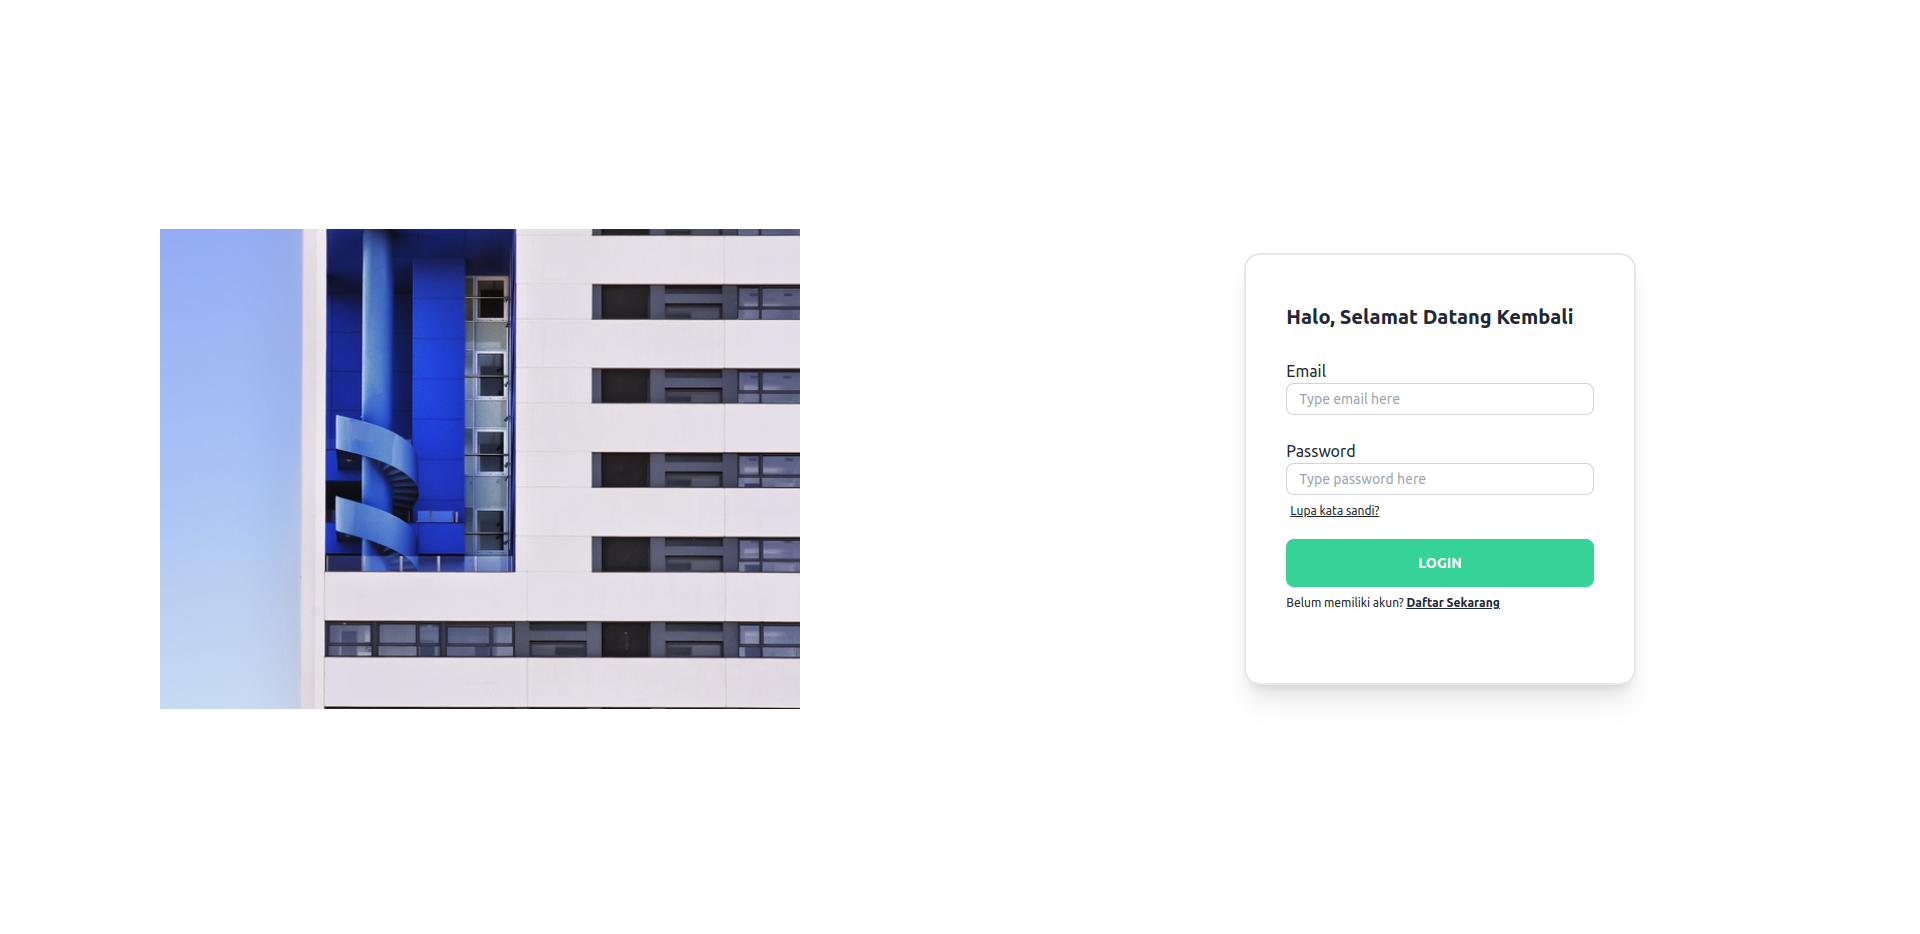 Halo, Selamat Datang Kembali
Email
Type email here
Password
Type password here
Lupa kata sandi?
LOGIN
Belum memiliki akun? Daftar Sekarang